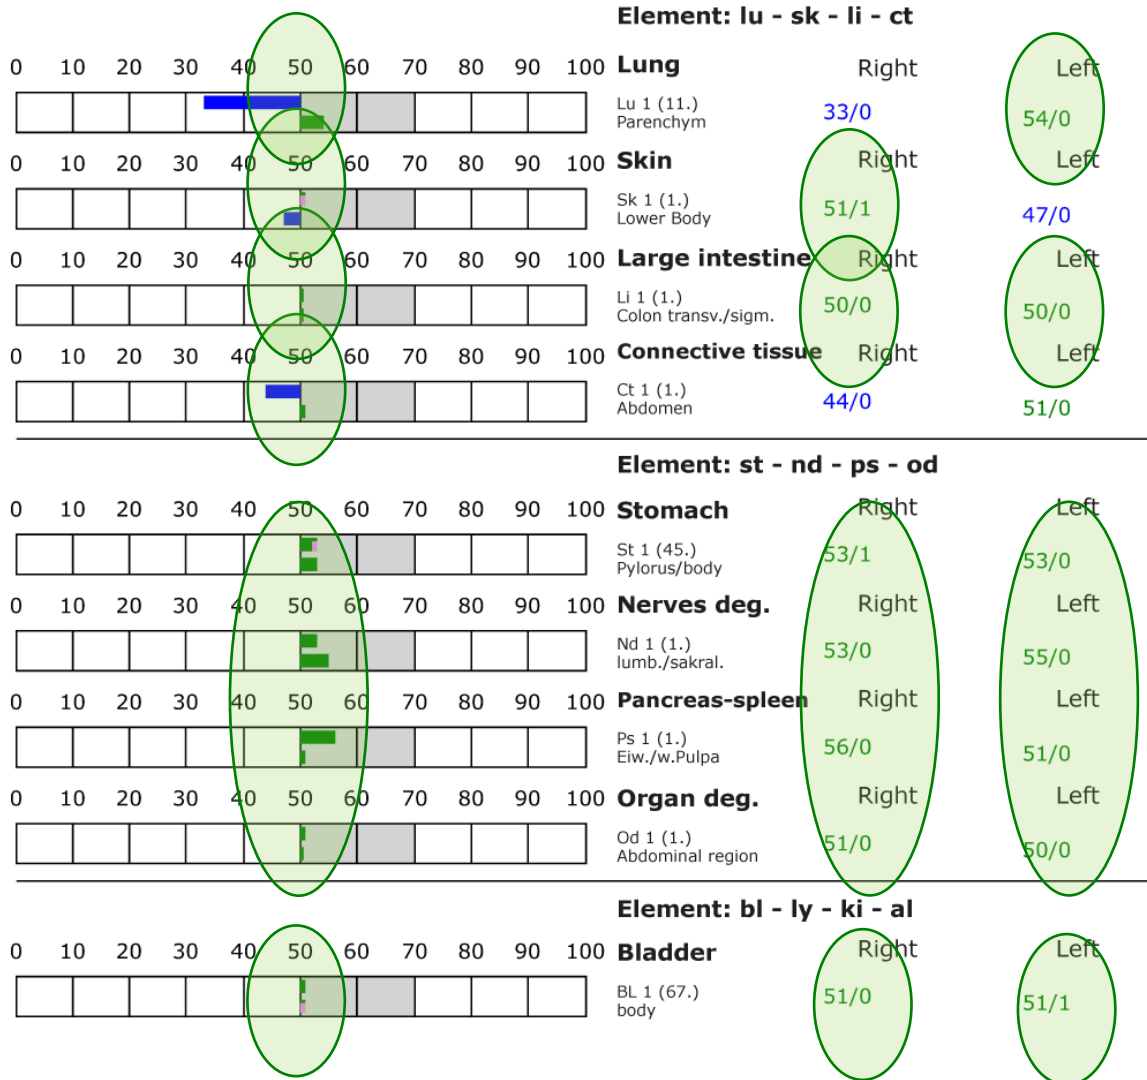 Element: lu - sk - li - ct
0 10 20 30 40 50 60 70 80 90 100 Lung Right Left
Lu 1 (11.) 33/0 54/0
Parenchym
0 10 20 30 40 50 60 70 80 90 100 Skin Right Left
Sk 1 (1.) 51/1 47/0
Lower Body
0 10 20 30 40 50 60 70 80 90 100 Large intestine Right Left
Li 1 (1.) 50/0 50/0
Colon transv./sigm.
0 10 20 30 40 50 60 70 80 90 100 Connective tissue Right Left
Ct 1 (1.) 44/0 51/0
Abdomen
Element: st - nd - ps - od
0 10 20 30 40 50 60 70 80 90 100 Stomach Right Left
St 1 (45.) 53/1 53/0
Pylorus/body
0 10 20 30 40 50 60 70 80 90 100 Nerves deg. Right Left
Nd 1 (1.) 53/0 55/0
lumb./sakral.
0 10 20 30 40 50 60 70 80 90 100 Pancreas-spleen Right Left
Ps 1 (1.) 56/0 51/0
Eiw./w.Pulpa
0 10 20 30 40 50 60 70 80 90 100 Organ deg. Right Left
Od 1 (1.) 51/0 50/0
Abdominal region
Element: bl - ly - ki - al
0 10 20 30 40 50 60 70 80 90 100 Bladder Right Left
BL 1 (67.) 51/0 51/1
body